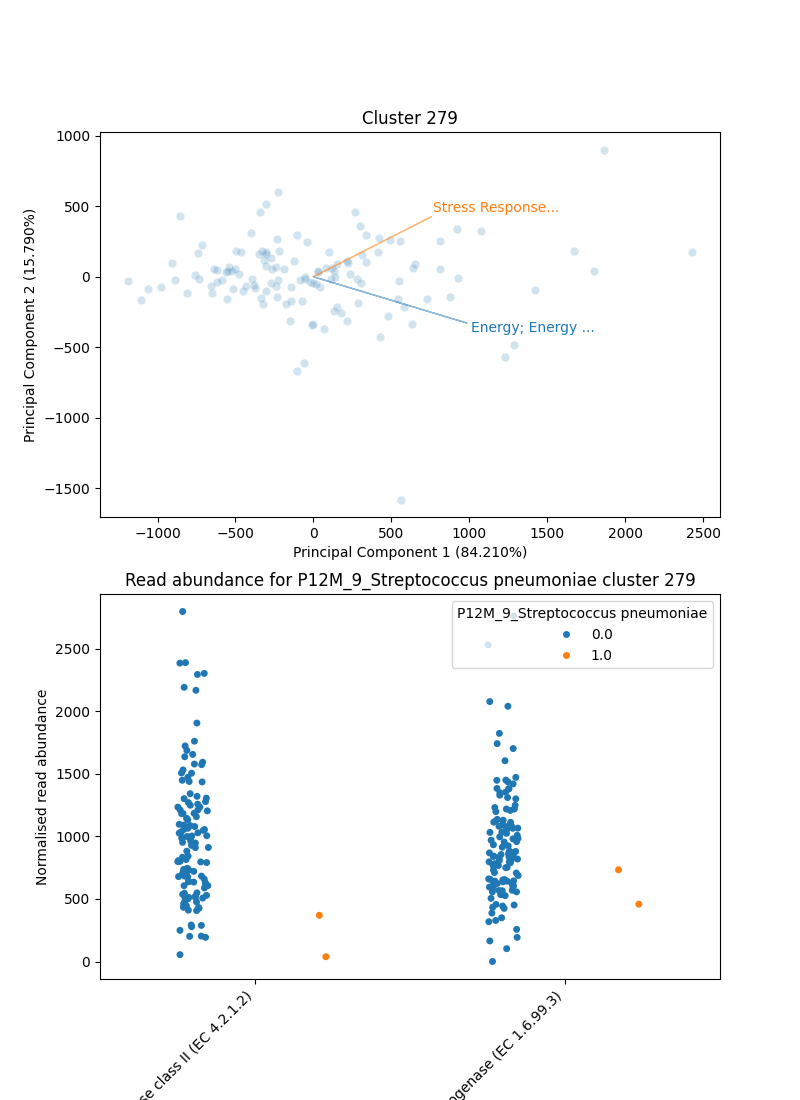 Cluster 279
1000
500
0
−500
−1000
−1500
Principal Component 2 (15.790%)
Stress Response...
Energy; Energy ...
−1000 −500 0 500 1000 1500 2000 2500
Principal Component 1 (84.210%)
Read abundance for P12M_9_Streptococcus pneumoniae cluster 279
P12M_9_Streptococcus pneumoniae
0.0
1.0
2500
2000
1500
1000
500
0
Normalised read abundance
se class II (EC 4.2.1.2)
ogenase (EC 1.6.99.3)